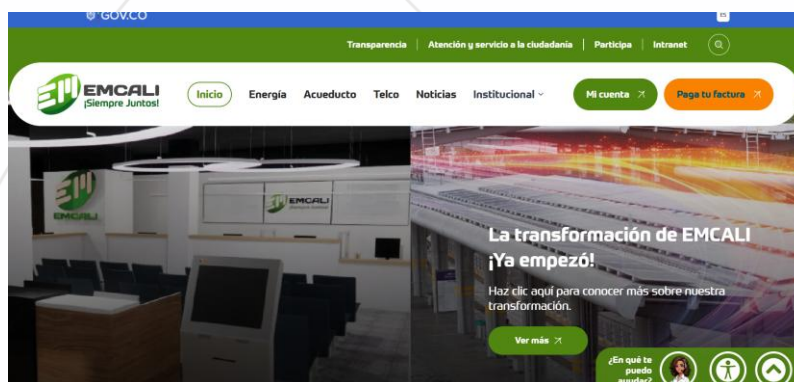 GOV.CO
ES
Transparencia | Atención y servicio a la ciudadanía | Participa | Intranet
EMCALI
¡Siempre Juntos!
Inicio Energía Acueducto Telco Noticias Institucional Mi cuenta Paga tu factura
EMCALI
EMCALI
La transformación de EMCALI
¡Ya empezó!
Haz clic aquí para conocer más sobre nuestra
transformación.
Ver más
¿En qué te
puedo
ayudar?